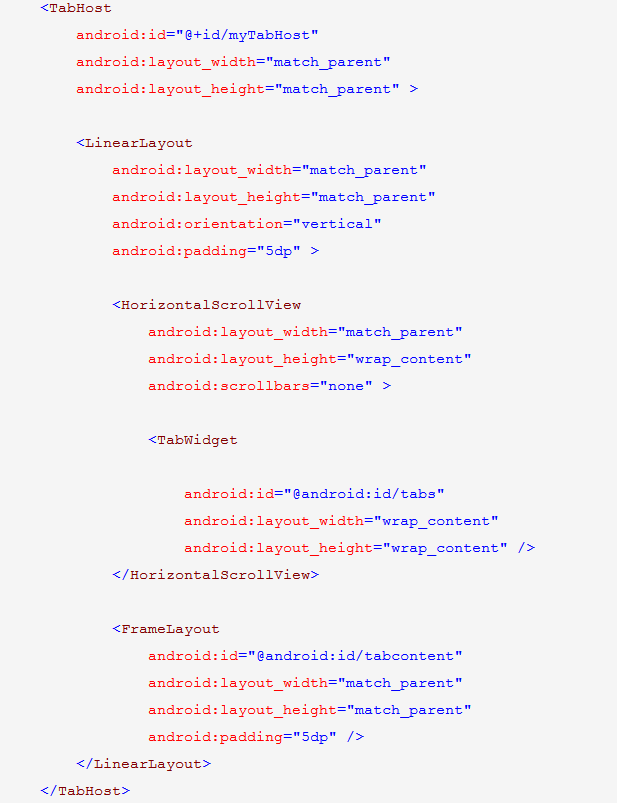 <TabHost
android:id="@+id/myTabHost"
android:layout_width="match_parent"
android:layout_height="match_parent" >
<LinearLayout
android:layout_width="match_parent"
android:layout_height="match_parent"
android:orientation="vertical"
android:padding="5dp" >
<HorizontalScrollView
android:layout_width="match_parent"
android:layout_height="wrap_content"
android:scrollbars="none" >
<TabWidget
android:id="@android:id/tabs"
android:layout_width="wrap_content"
android:layout_height="wrap_content" />
</HorizontalScrollView>
<FrameLayout
android:id="@android:id/tabcontent"
android:layout_width="match_parent"
android:layout_height="match_parent"
android:padding="5dp" />
</LinearLayout>
</TabHost>